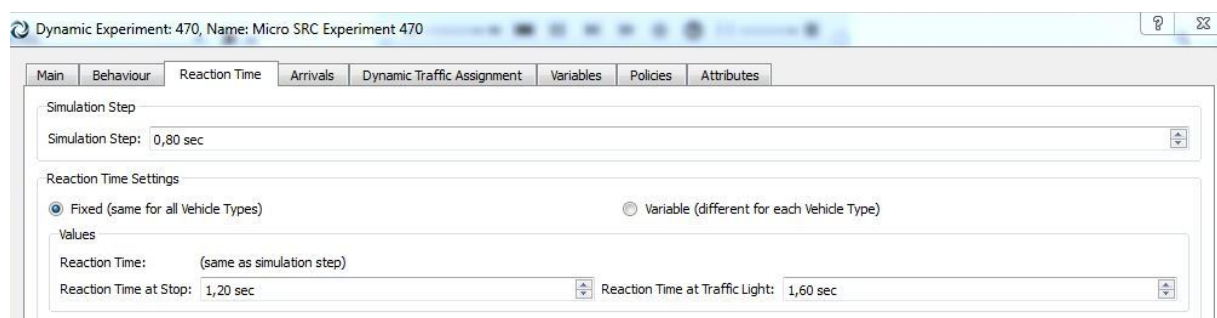 Dynamic Experiment: 470, Name: Micro SRC Experiment 470
Main Behaviour Reaction Time Arrivals Dynamic Traffic Assignment Variables Policies Attributes
Simulation Step
Simulation Step: 0,80 sec
Reaction Time Settings
Fixed (same for all Vehicle Types) Variable (different for each Vehicle Type)
Values
Reaction Time: (same as simulation step)
Reaction Time at Stop: 1,20 sec Reaction Time at Traffic Light: 1,60 sec